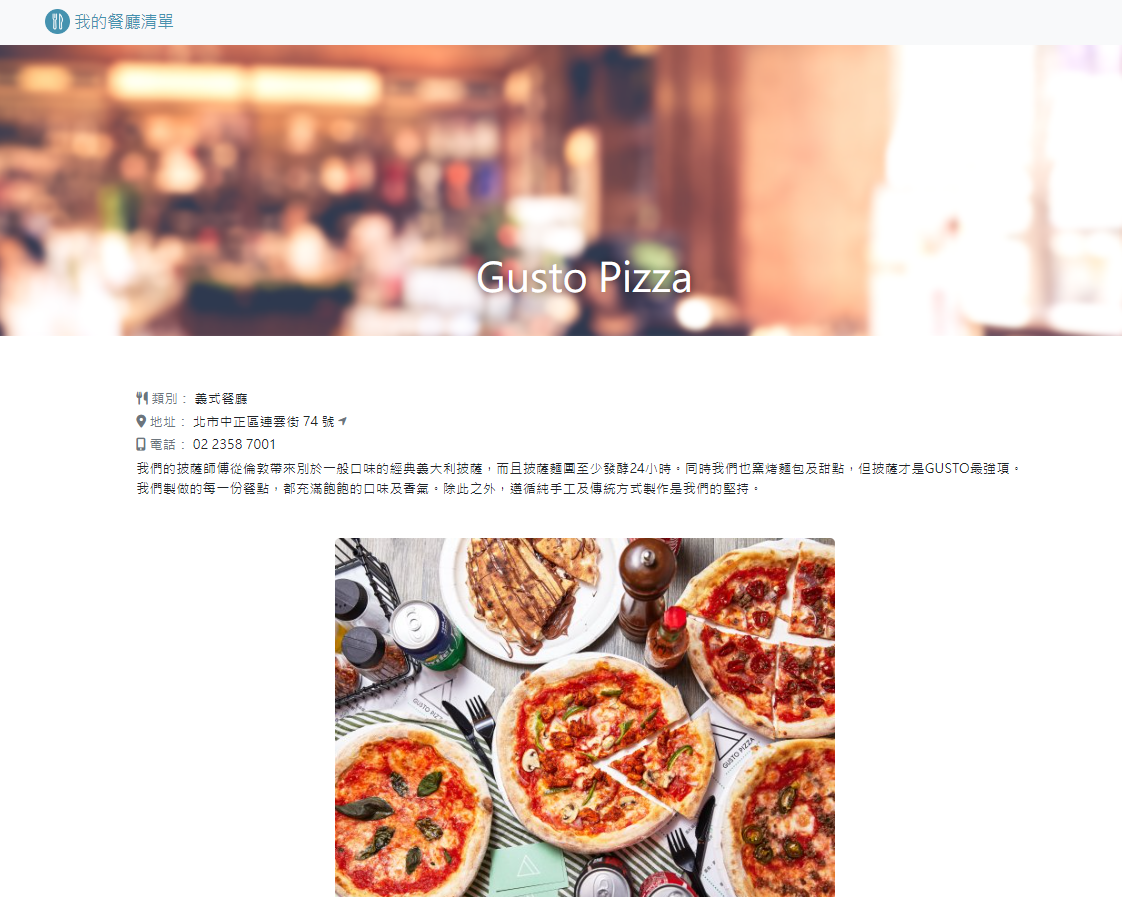 我的餐廳清單
Gusto Pizza
類別： 義式餐廳
地址： 北市中正區連雲街 74 號
電話： 02 2358 7001
我們的披薩師傅從倫敦帶來別於一般口味的經典義大利披薩，而且披薩麵團至少發酵24小時。同時我們也窯烤麵包及甜點，但披薩才是GUSTO最強項。
我們製做的每一份餐點，都充滿飽飽的口味及香氣。除此之外，遵循純手工及傳統方式製作是我們的堅持。
GUSTO PIZZA
GUSTO PIZZA